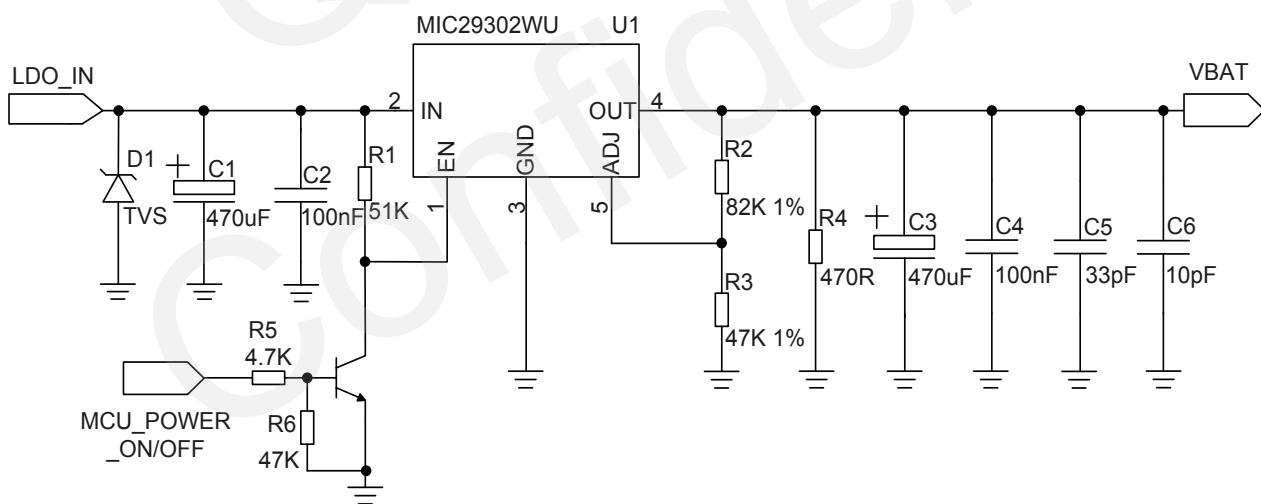 MIC29302WU U1
LDO_IN
VBAT
2 IN
OUT 4
EN
GND
ADJ
1
3
5
D1
TVS
C1
470uF
C2
100nF
R1
51K
R2
82K 1%
R3
47K 1%
R4
470R
C3
470uF
C4
100nF
C5
33pF
C6
10pF
R5
4.7K
MCU_POWER
_ON/OFF
R6
47K